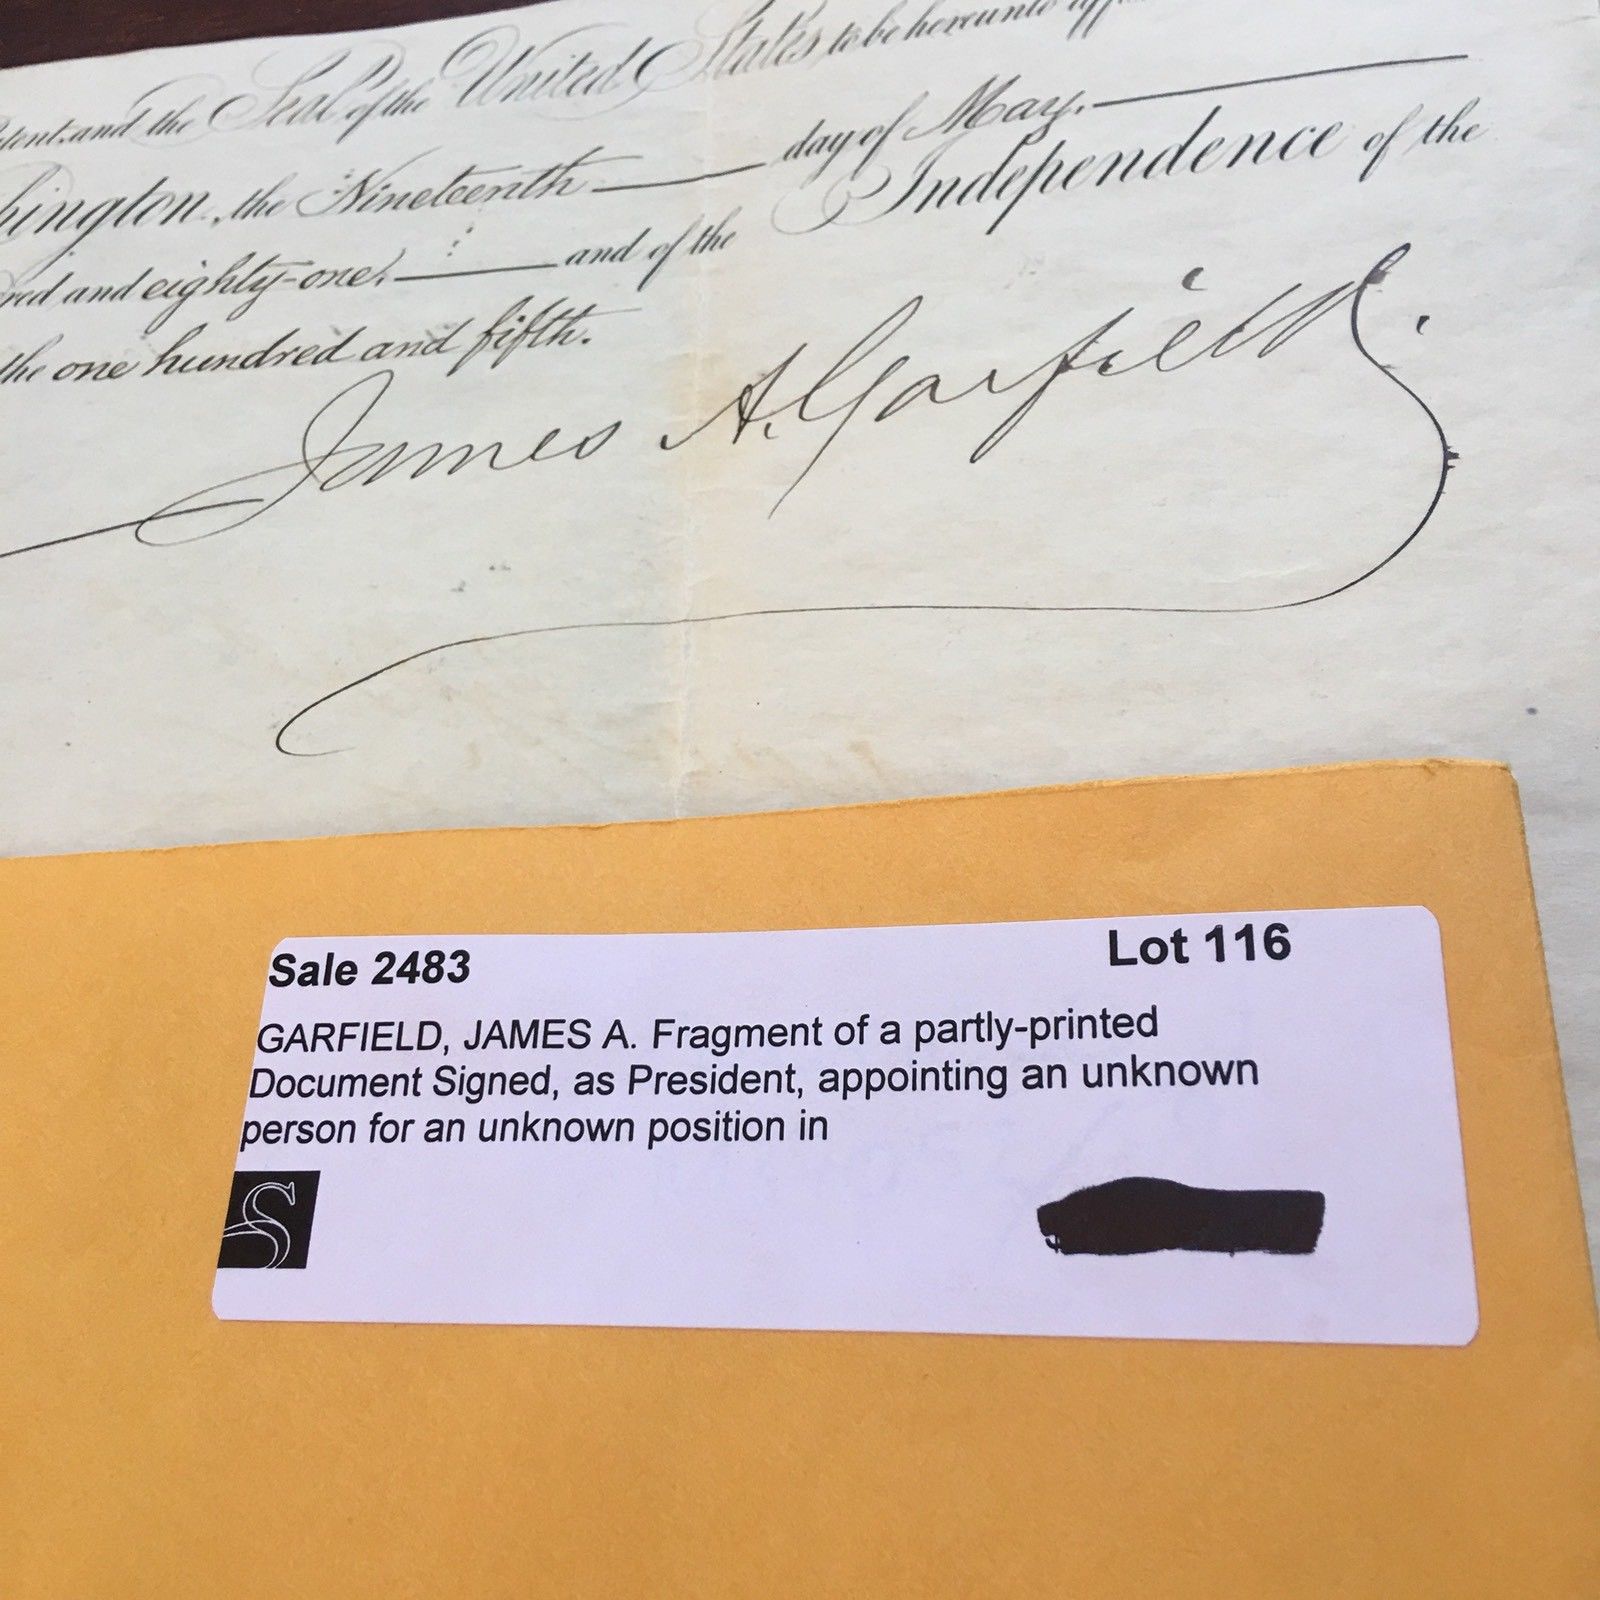 and the Seal of the United States to be hereunto
the Nineteenth day of May.
and eighty-one. and of the Independence of the
the one hundred and fifth.
James A. Garfield.
Sale 2483 Lot 116
GARFIELD, JAMES A. Fragment of a partly-printed
Document Signed, as President, appointing an unknown
person for an unknown position in
S